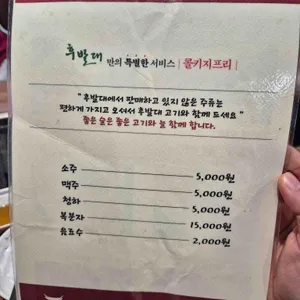 후발대 만의 특별한 서비스 | 콜키지프리 |
" 후발대에서 판매하고 있지 않은 주류는
편하게 가지고 오셔서 후발대 고기와 함께 드세요 "
좋은 술은 좋은 고기와 늘 함께 합니다.
소주 5,000원
맥주 5,000원
청하 5,000원
복분자 15,000원
음료수 2,000원